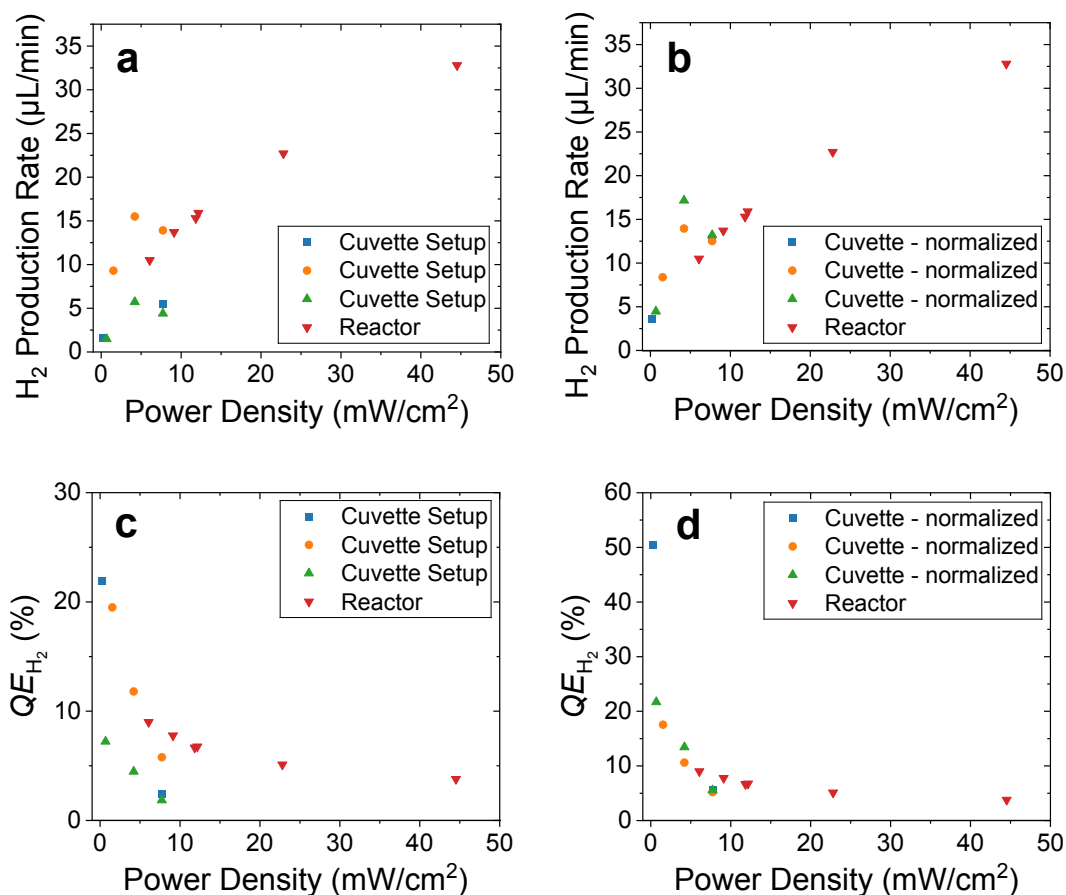 a
H₂ Production Rate (µL/min)
35
30
25
20
15
10
5
0
Cuvette Setup
Cuvette Setup
Cuvette Setup
Reactor
0 10 20 30 40 50
Power Density (mW/cm²)
b
H₂ Production Rate (µL/min)
35
30
25
20
15
10
5
0
Cuvette - normalized
Cuvette - normalized
Cuvette - normalized
Reactor
0 10 20 30 40 50
Power Density (mW/cm²)
c
QE_H₂ (%)
30
20
10
0
Cuvette Setup
Cuvette Setup
Cuvette Setup
Reactor
0 10 20 30 40 50
Power Density (mW/cm²)
d
QE_H₂ (%)
60
50
40
30
20
10
0
Cuvette - normalized
Cuvette - normalized
Cuvette - normalized
Reactor
0 10 20 30 40 50
Power Density (mW/cm²)